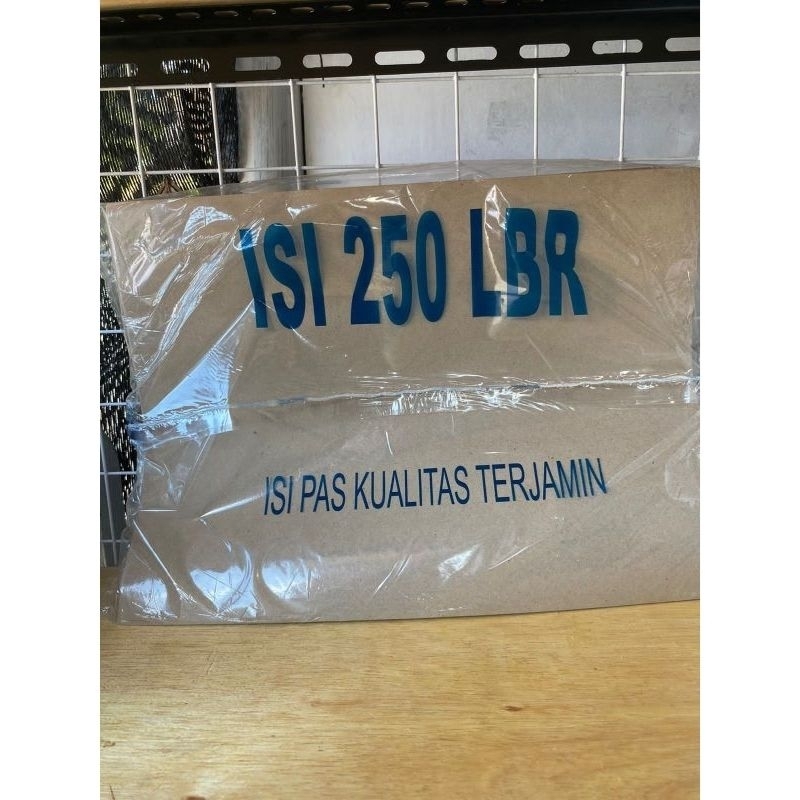 ISI 250 LBR
ISI PAS KUALITAS TERJAMIN